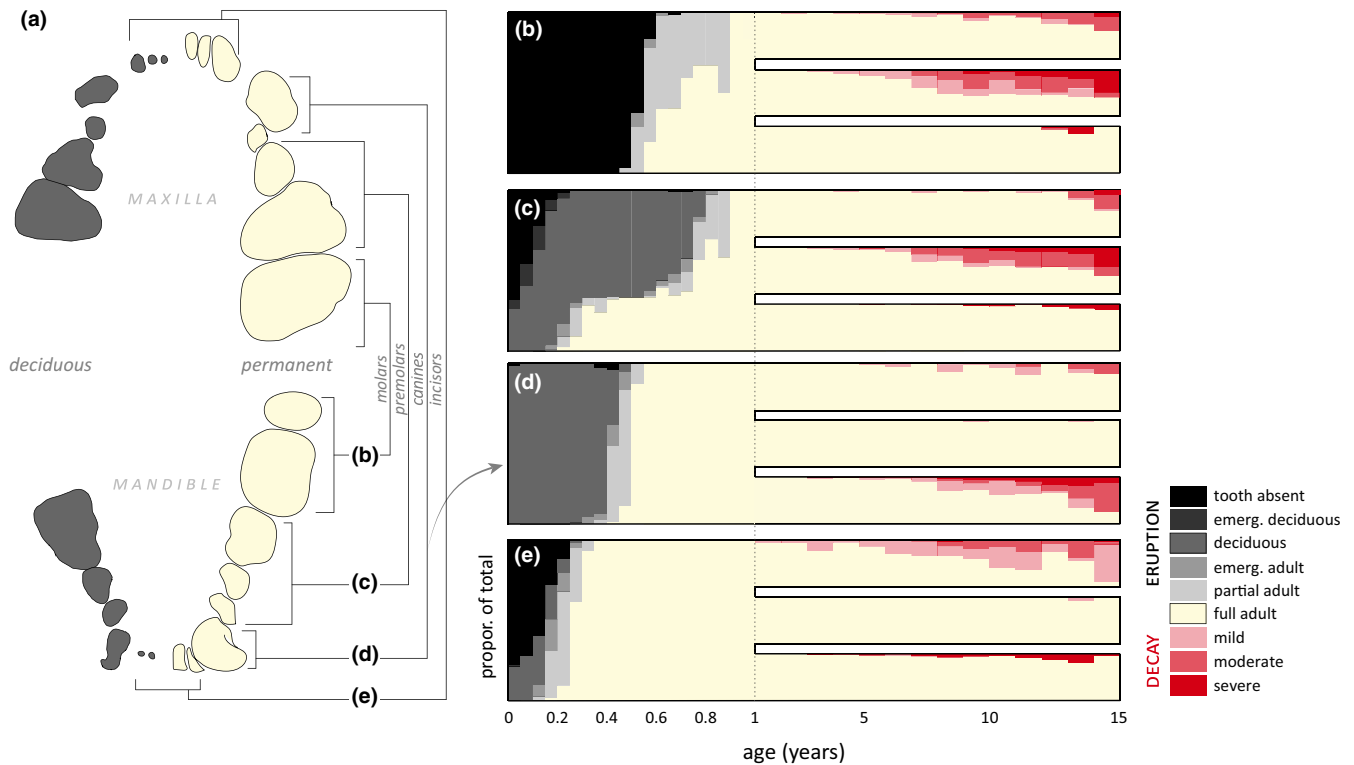 (a)
MAXILLA
deciduous
permanent
molars
premolars
canines
incisors
MANDIBLE
(b)
(c)
(d)
(e)
(b)
(c)
(d)
(e)
propor. of total
0 0.2 0.4 0.6 0.8 1 5 10 15
age (years)
ERUPTION
tooth absent
emerg. deciduous
deciduous
emerg. adult
partial adult
full adult
DECAY
mild
moderate
severe